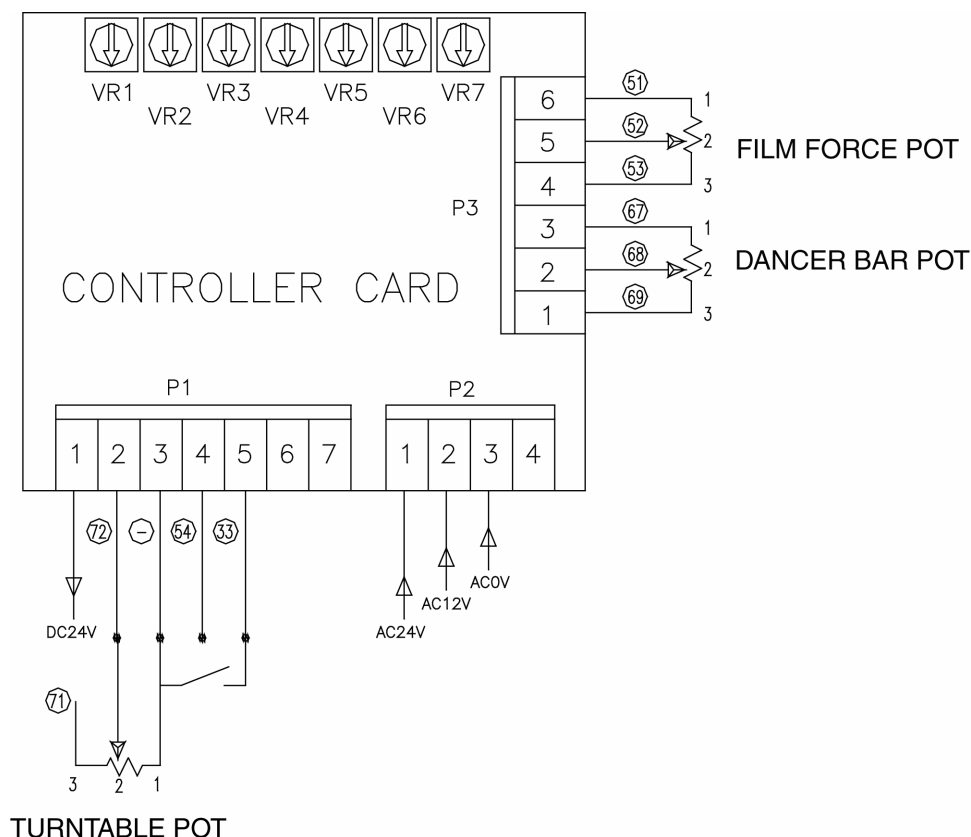 VR1 VR3 VR5 VR7
VR2 VR4 VR6
6 51 1
5 52 2 FILM FORCE POT
4 53 3
P3
3 67 1
2 68 2 DANCER BAR POT
1 69 3
CONTROLLER CARD
P1 P2
1 2 3 4 5 6 7 1 2 3 4
72 - 54 33
AC0V
AC12V
DC24V AC24V
71
3 2 1
TURNTABLE POT